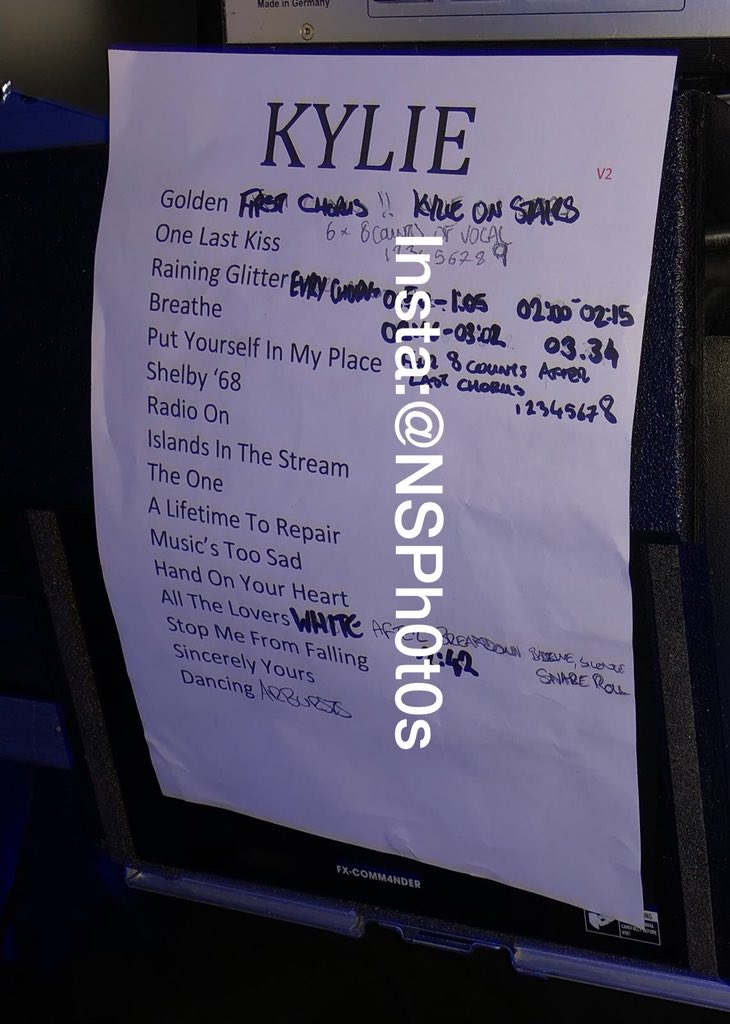 Made in Germany
KYLIE
V2
Golden FIRST CHORUS !! KYLIE ON STAIRS
One Last Kiss 6 x 8 COUNTS OF VOCAL
Raining Glitter EVRY CHORUS - 1:05 02:00 - 02:15
Breathe -03:02 03.34
Put Yourself In My Place 8 COUNTS AFTER
LAST CHORUS
Shelby ‘68 12345678
Radio On
Islands In The Stream
The One
A Lifetime To Repair
Music’s Too Sad
Hand On Your Heart
All The Lovers WHITE AFTER BREAKDOWN SILENCE
Stop Me From Falling :42 SNARE ROLL
Sincerely Yours
Dancing AIRBURSTS
Insta:@NSPh0t0s
FX-COMM4NDER